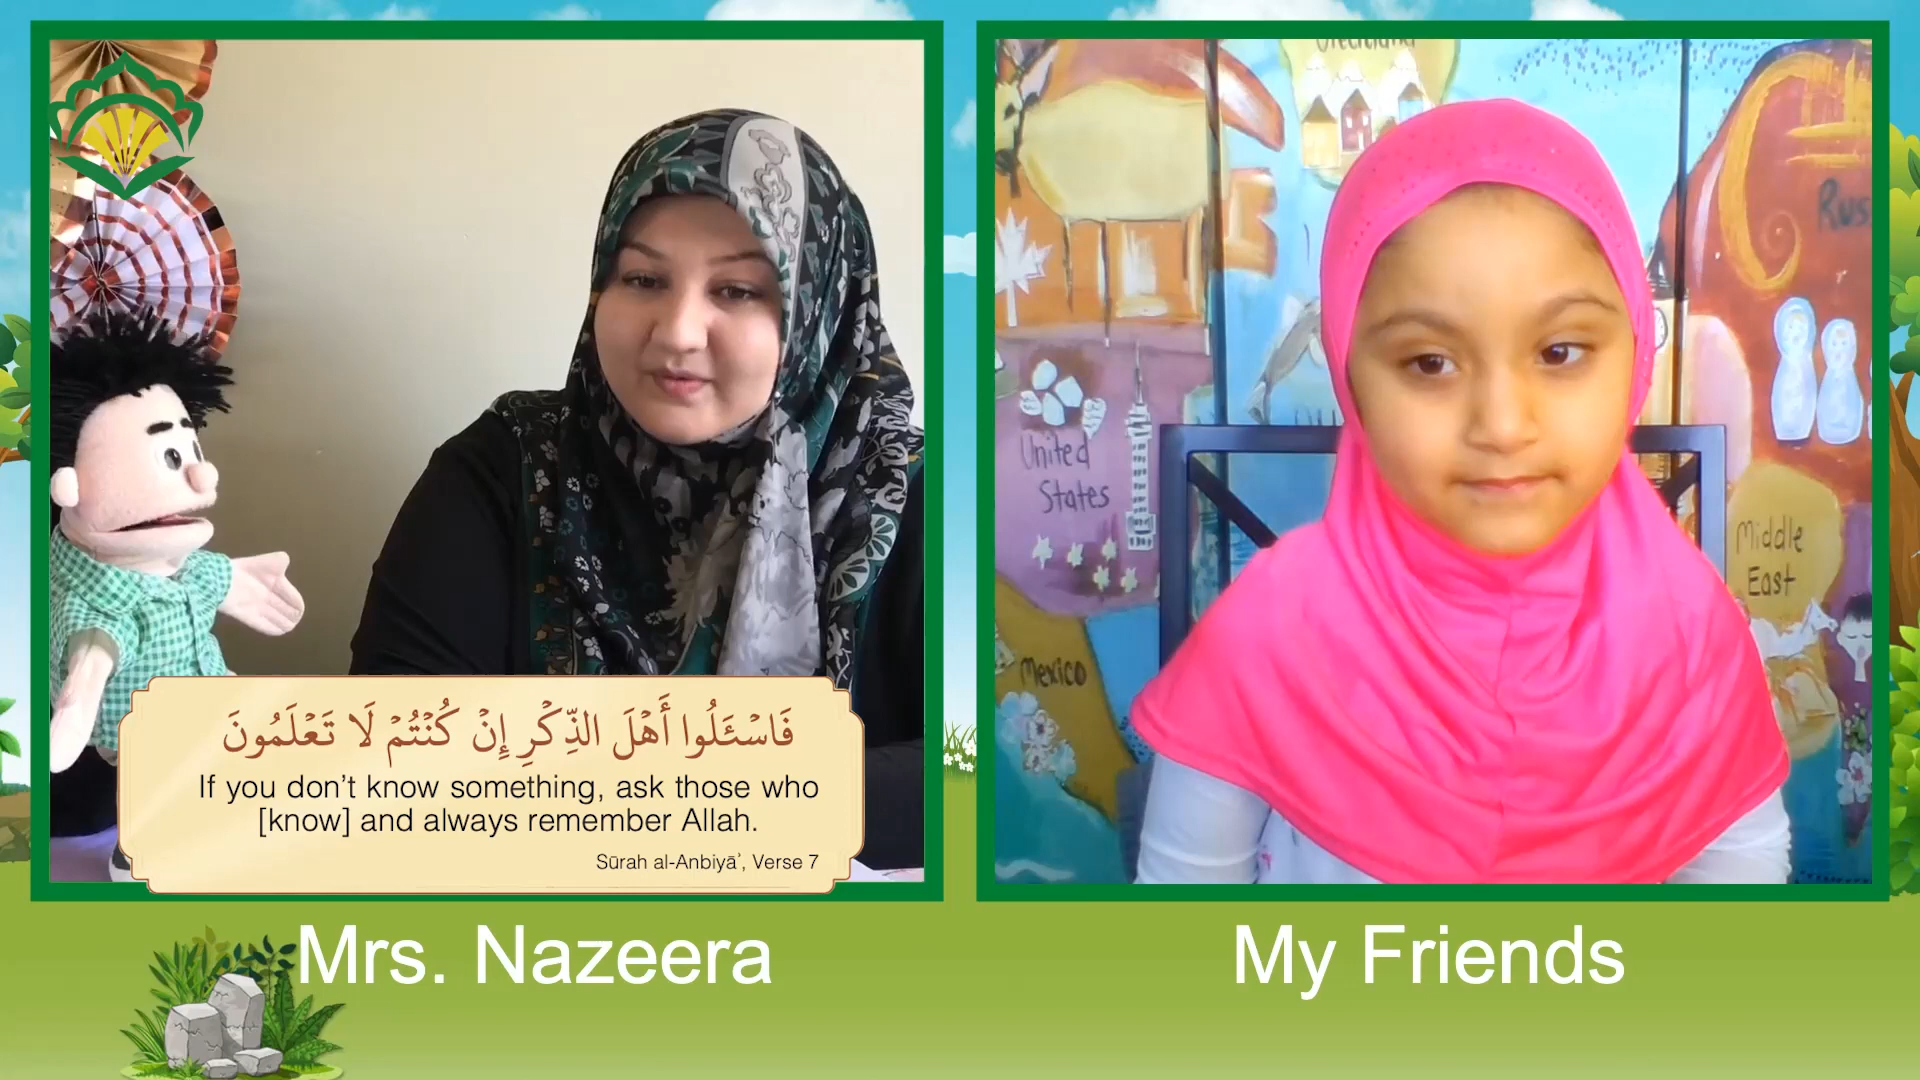 فَاسْـَٔلُوا أَهْلَ الذِّكْرِ إِنْ كُنْتُمْ لَا تَعْلَمُونَ
If you don't know something, ask those who
[know] and always remember Allah.
Sūrah al-Anbiyāʾ, Verse 7
Mrs. Nazeera
United
States
Mexico
Middle
East
My Friends